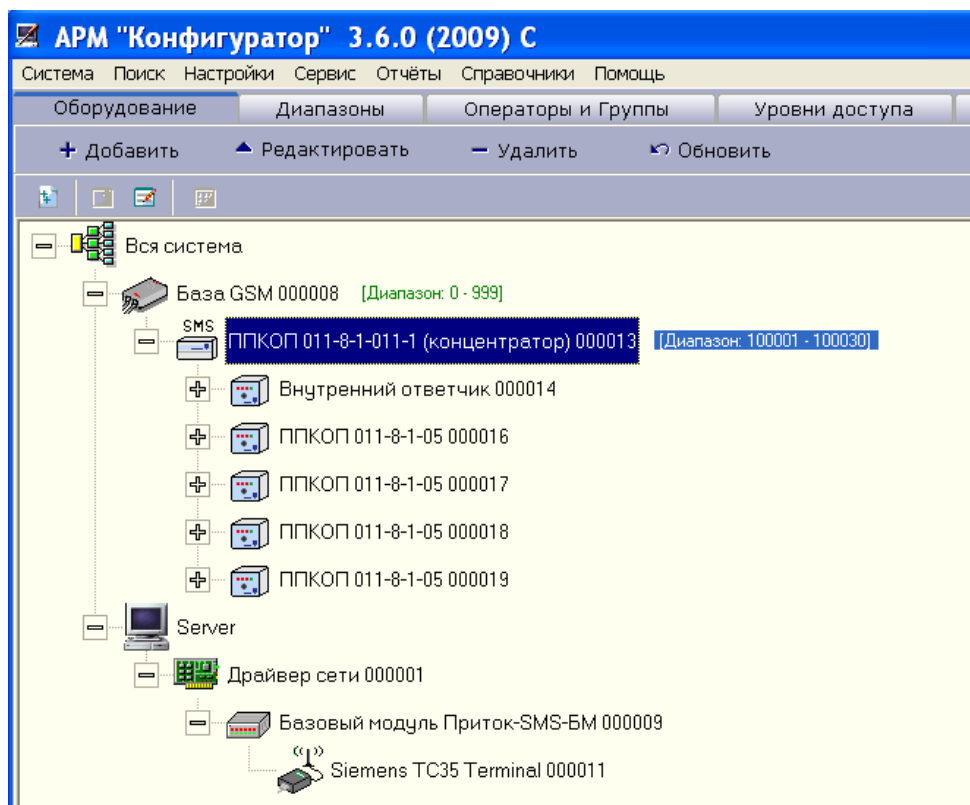 АРМ "Конфигуратор" 3.6.0 (2009) С
Система Поиск Настройки Сервис Отчёты Справочники Помощь
Оборудование Диапазоны Операторы и Группы Уровни доступа
+ Добавить Редактировать − Удалить Обновить
Вся система
База GSM 000008 [Диапазон: 0 - 999]
SMS ППКОП 011-8-1-011-1 (концентратор) 000013 [Диапазон: 100001 - 100030]
Внутренний ответчик 000014
ППКОП 011-8-1-05 000016
ППКОП 011-8-1-05 000017
ППКОП 011-8-1-05 000018
ППКОП 011-8-1-05 000019
Server
Драйвер сети 000001
Базовый модуль Приток-SMS-БМ 000009
Siemens TC35 Terminal 000011